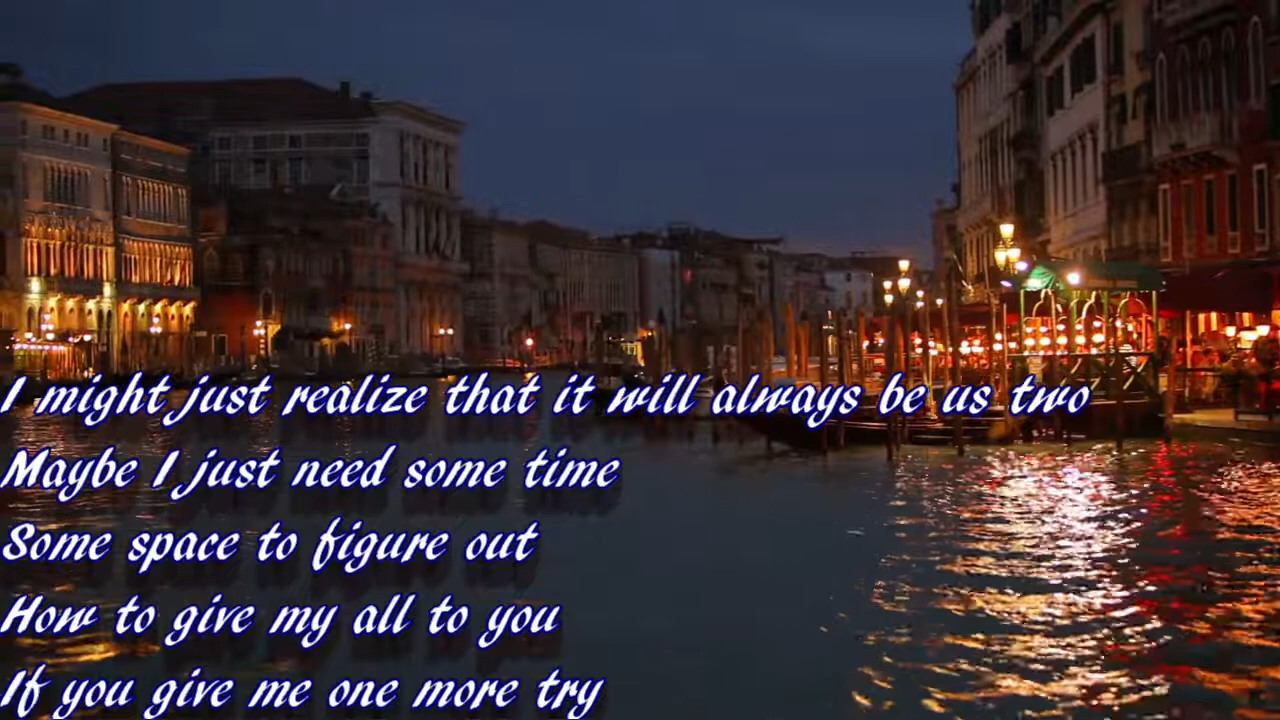 I might just realize that it will always be us two
Maybe I just need some time
Some space to figure out
How to give my all to you
If you give me one more try